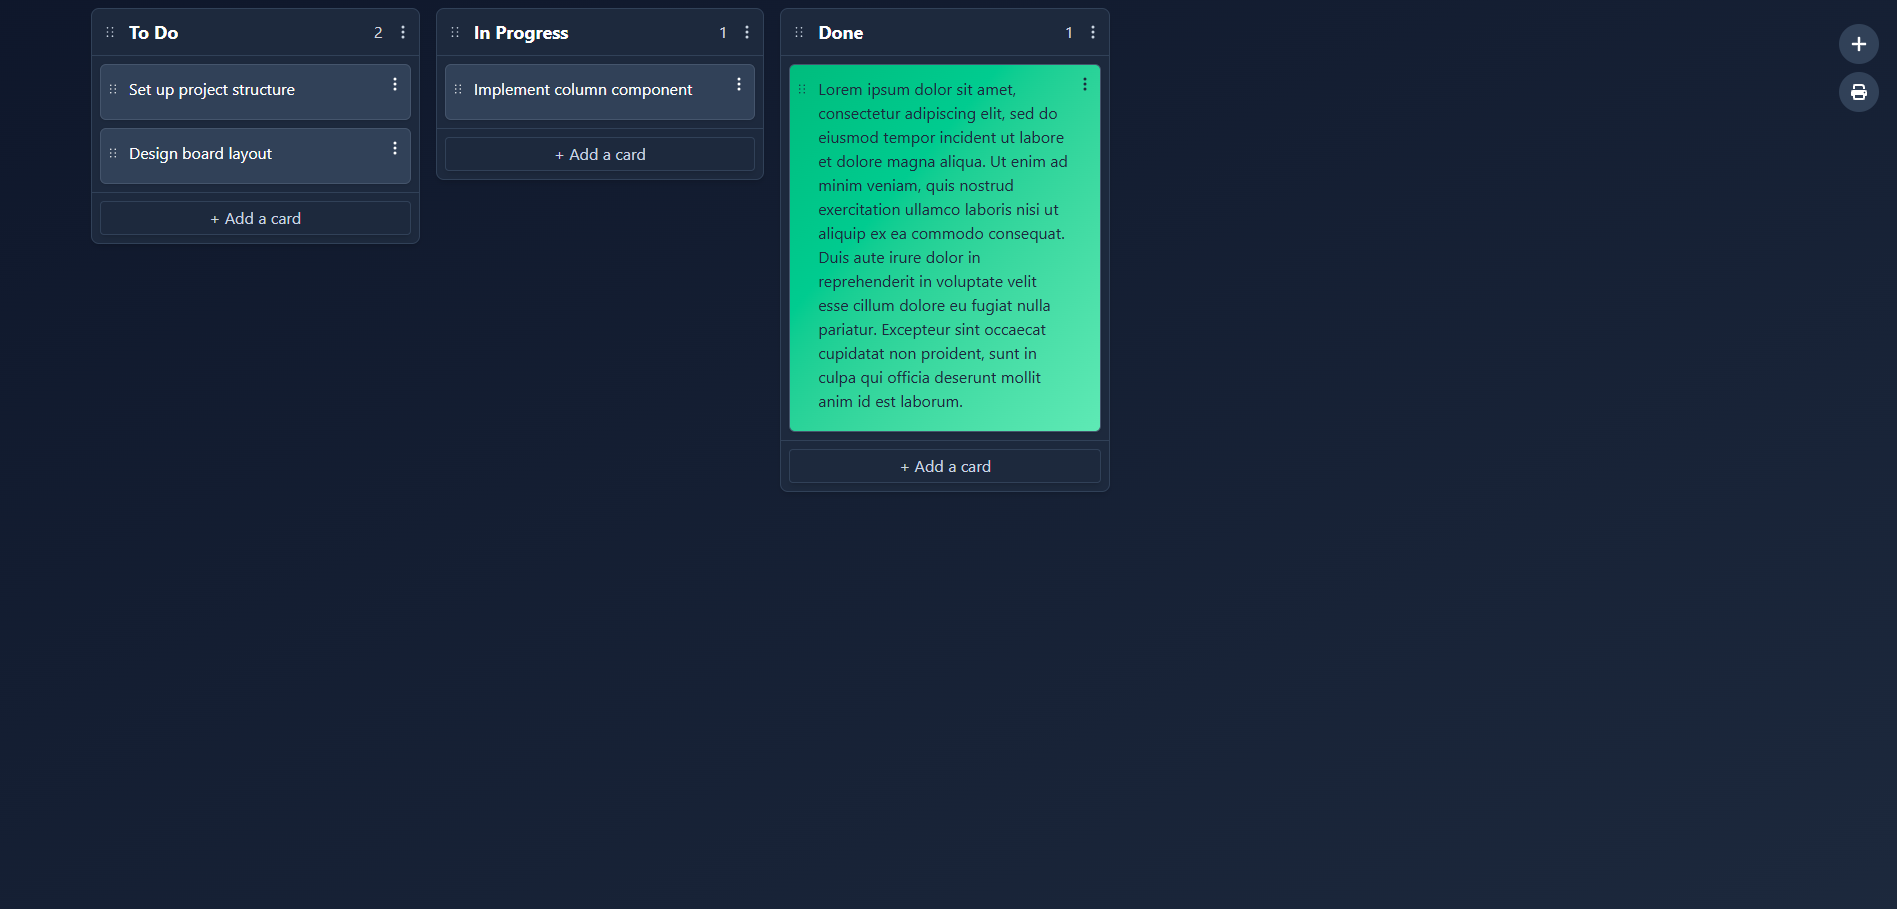 To Do
2
Set up project structure
Design board layout
+ Add a card
In Progress
1
Implement column component
+ Add a card
Done
1
Lorem ipsum dolor sit amet,
consectetur adipiscing elit, sed do
eiusmod tempor incident ut labore
et dolore magna aliqua. Ut enim ad
minim veniam, quis nostrud
exercitation ullamco laboris nisi ut
aliquip ex ea commodo consequat.
Duis aute irure dolor in
reprehenderit in voluptate velit
esse cillum dolore eu fugiat nulla
pariatur. Excepteur sint occaecat
cupidatat non proident, sunt in
culpa qui officia deserunt mollit
anim id est laborum.
+ Add a card